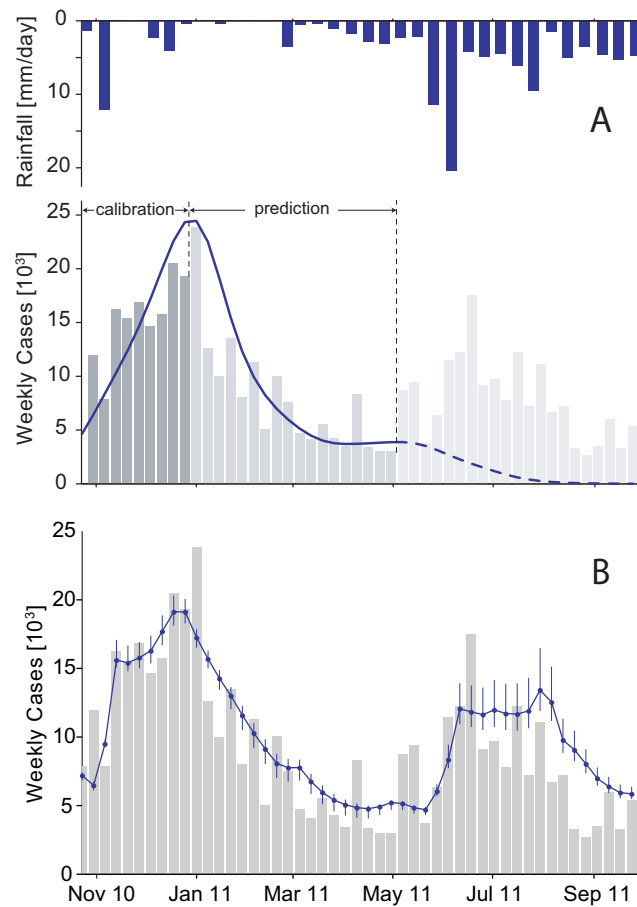 Rainfall [mm/day]
0
10
20
A
calibration
prediction
Weekly Cases [10³]
25
20
15
10
5
0
B
Weekly Cases [10³]
25
20
15
10
5
0
Nov 10 Jan 11 Mar 11 May 11 Jul 11 Sep 11